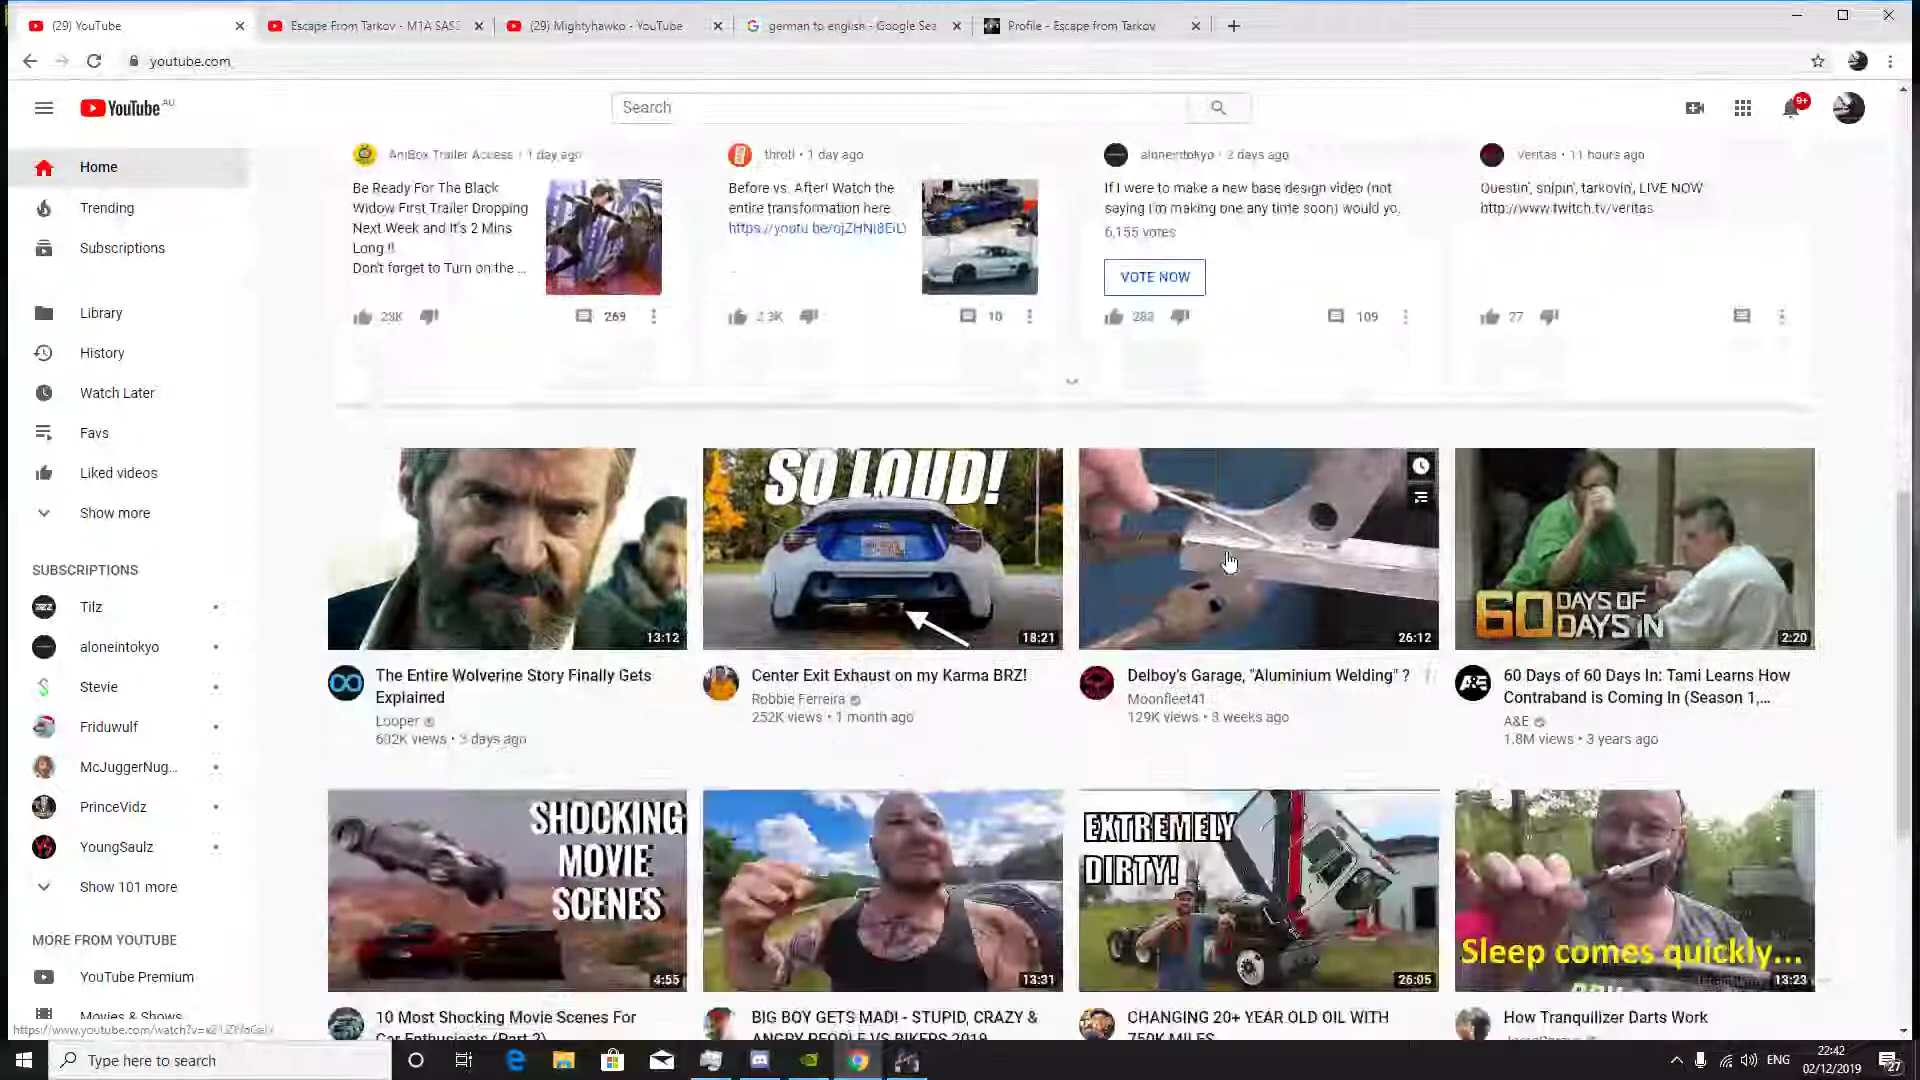 (29) YouTube
Escape From Tarkov - M1A SASS
(29) Mightyhawko - YouTube
german to english - Google Sea
Profile - Escape from Tarkov
youtube.com
YouTube AU
Search
9+
Home
Trending
Subscriptions
Library
History
Watch Later
Favs
Liked videos
Show more
SUBSCRIPTIONS
Tilz
aloneintokyo
Stevie
Friduwulf
McJuggerNug...
PrinceVidz
YoungSaulz
Show 101 more
MORE FROM YOUTUBE
YouTube Premium
Movies & Shows
AniBox Trailer Access • 1 day ago
Be Ready For The Black
Widow First Trailer Dropping
Next Week and It's 2 Mins
Long !!
Don't forget to Turn on the ...
269
throtl • 1 day ago
Before vs. After! Watch the
entire transformation here
2.3K
10
aloneintokyo • 2 days ago
If I were to make a new base design video (not
saying I'm making one any time soon) would yo,
6,155 votes
VOTE NOW
282
109
Veritas • 11 hours ago
Questin', snipin', tarkovin', LIVE NOW
http://www.twitch.tv/veritas
27
13:12
The Entire Wolverine Story Finally Gets
Explained
Looper
602K views • 3 days ago
SO LOUD!
18:21
Center Exit Exhaust on my Karma BRZ!
Robbie Ferreira
252K views • 1 month ago
26:12
Delboy's Garage, "Aluminium Welding" ?
Moonfleet41
129K views • 3 weeks ago
60 DAYS OF
DAYS IN
2:20
60 Days of 60 Days In: Tami Learns How
Contraband is Coming In (Season 1,...
A&E
1.8M views • 3 years ago
SHOCKING
MOVIE
SCENES
4:55
10 Most Shocking Movie Scenes For
Car Enthusiasts (Part 2)
13:31
BIG BOY GETS MAD! - STUPID, CRAZY &
ANGRY PEOPLE VS BIKERS 2019
EXTREMELY
DIRTY!
26:05
CHANGING 20+ YEAR OLD OIL WITH
750K MILES
Sleep comes quickly...
13:23
How Tranquilizer Darts Work
Type here to search
ENG
22:42
02/12/2019
27